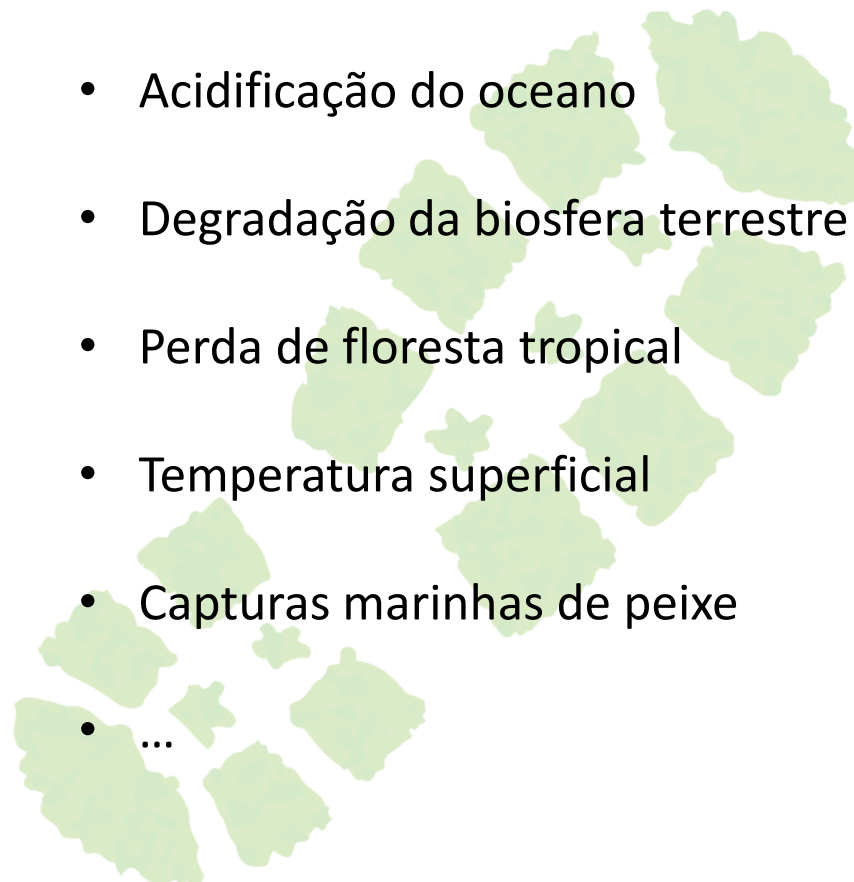 • Acidificação do oceano
• Degradação da biosfera terrestre
• Perda de floresta tropical
• Temperatura superficial
• Capturas marinhas de peixe
• ...